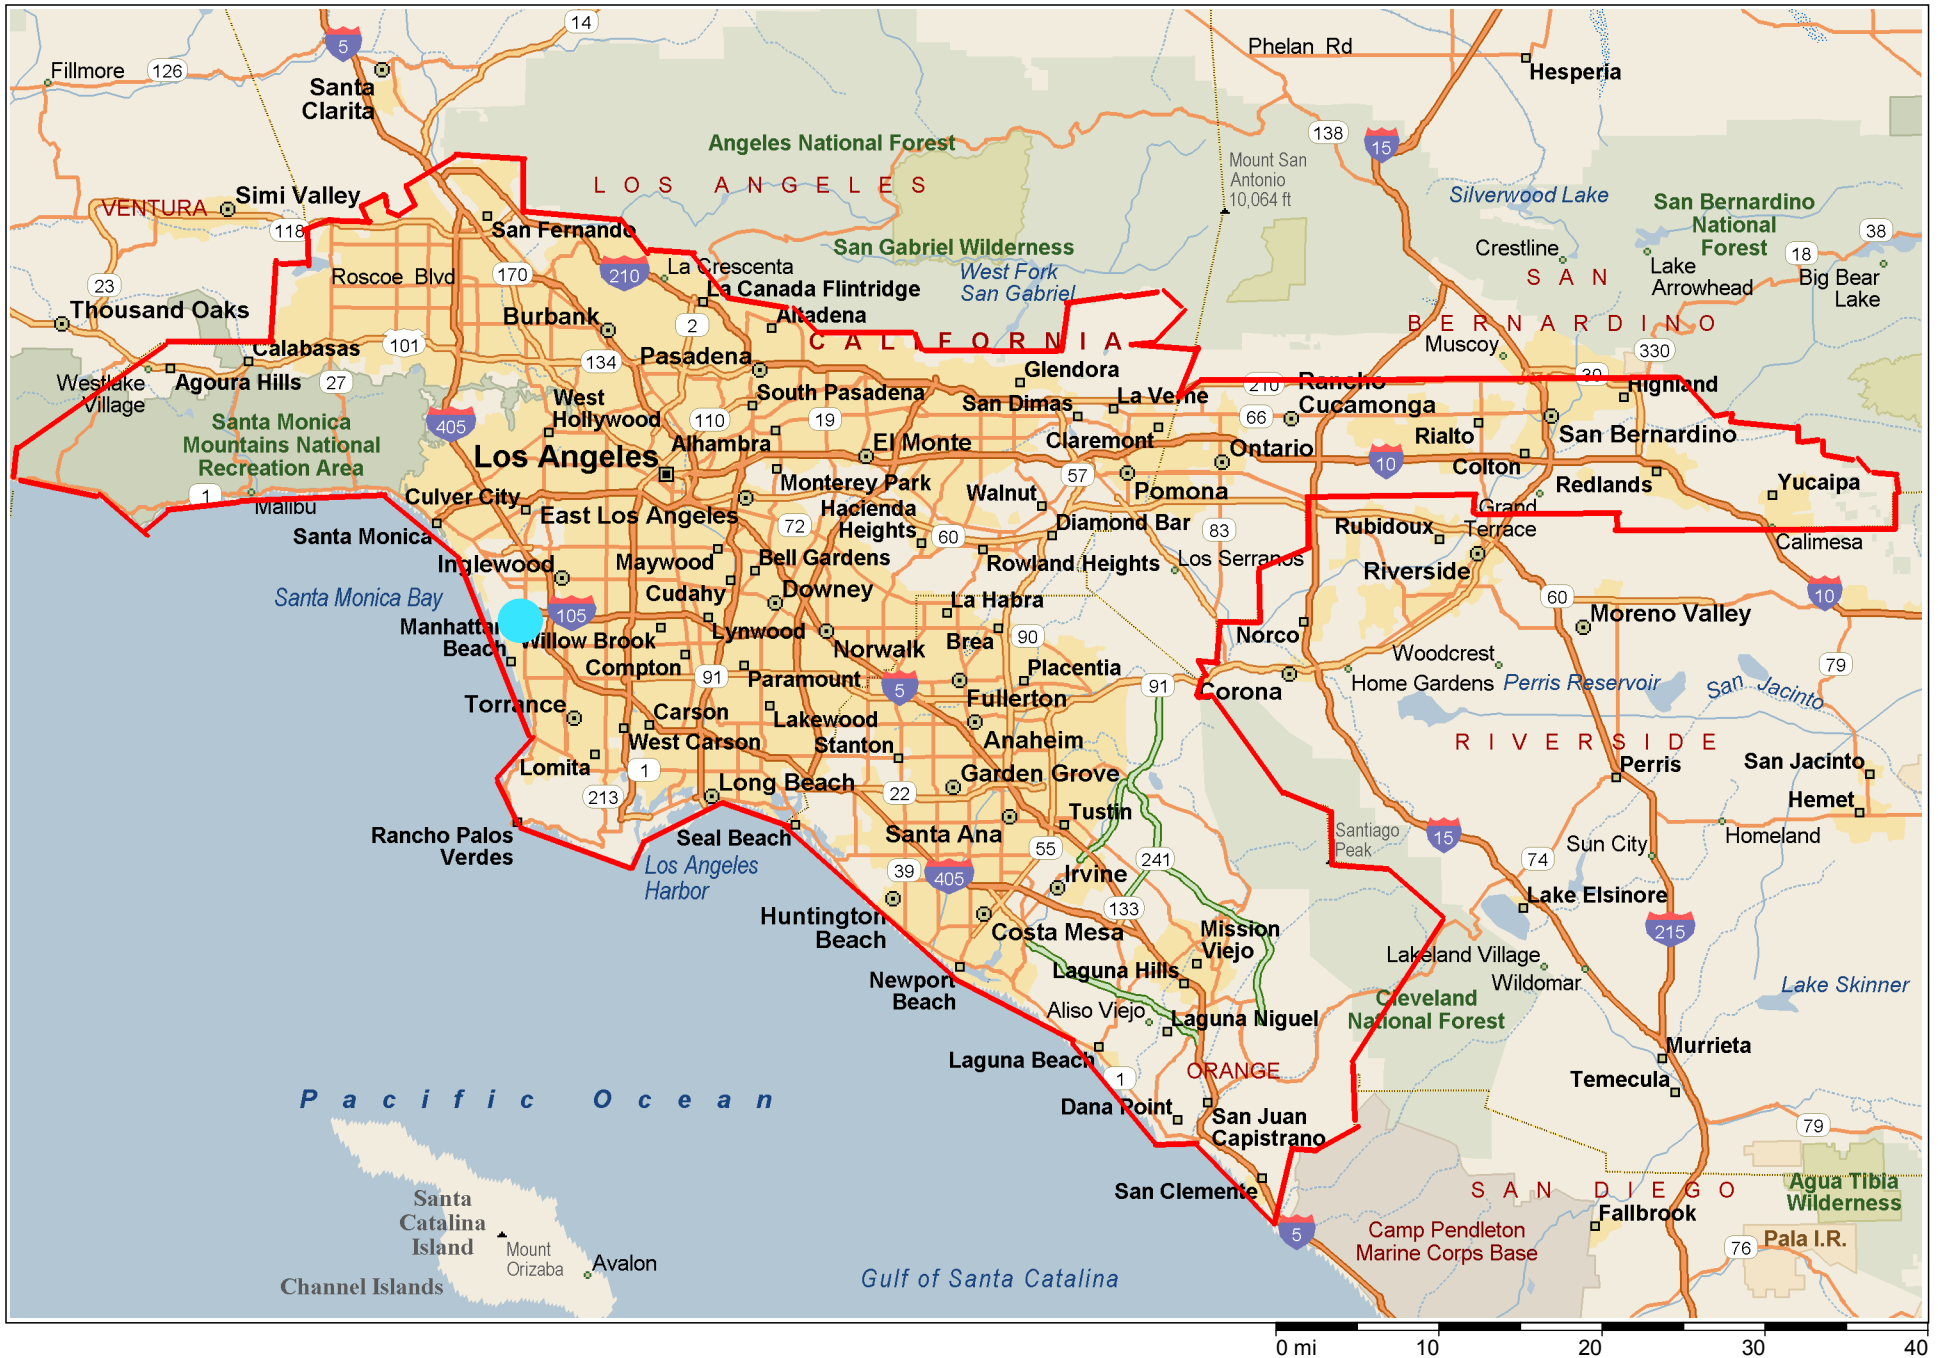 14
5
Phelan Rd
Fillmore
126
Hesperia
Santa
Clarita
138
15
Angeles National Forest
Mount San
Antonio
10,064 ft
LOS ANGELES
Silverwood Lake
San Bernardino
National
Forest
VENTURA
Simi Valley
118
San Fernando
38
San Gabriel Wilderness
Crestline
18
Lake
Arrowhead
Big Bear
Lake
SAN
Roscoe Blvd
170
210
La Crescenta
West Fork
San Gabriel
23
La Canada Flintridge
Thousand Oaks
Burbank
2
Altadena
BERNARDINO
CALIFORNIA
Muscoy
330
101
Calabasas
134
Pasadena
Glendora
Westlake
Village
Agoura Hills
27
210
Rancho
Cucamonga
30
Highland
West
Hollywood
South Pasadena
San Dimas
La Verne
66
405
110
19
Santa Monica
Mountains National
Recreation Area
Alhambra
El Monte
Claremont
Ontario
Rialto
San Bernardino
Los Angeles
10
Colton
57
Monterey Park
Pomona
Redlands
Yucaipa
1
Malibu
Culver City
Walnut
Hacienda
Heights
Grand
Terrace
East Los Angeles
72
60
Diamond Bar
83
Rubidoux
Santa Monica
Calimesa
Inglewood
Maywood
Bell Gardens
Rowland Heights
Los Serranos
Riverside
Santa Monica Bay
Cudahy
Downey
La Habra
60
10
105
Manhattan
Beach
Willow Brook
Lynwood
Norwalk
Brea
90
Norco
Moreno Valley
Compton
91
Paramount
5
Placentia
91
Woodcrest
79
Fullerton
Corona
Home Gardens
Perris Reservoir
San Jacinto
Torrance
Carson
Lakewood
West Carson
Stanton
Anaheim
RIVERSIDE
Lomita
1
Long Beach
Garden Grove
Perris
San Jacinto
213
22
Hemet
Rancho Palos
Verdes
Seal Beach
Santa Ana
Tustin
Santiago
Peak
15
Homeland
Los Angeles
Harbor
39
405
55
241
Irvine
74
Sun City
Lake Elsinore
133
Huntington
Beach
Costa Mesa
Mission
Viejo
215
Lakeland Village
Laguna Hills
Wildomar
Newport
Beach
Lake Skinner
Aliso Viejo
Laguna Niguel
Cleveland
National Forest
Laguna Beach
Murrieta
1
ORANGE
Temecula
Pacific Ocean
Dana Point
San Juan
Capistrano
79
Santa
Catalina
Island
San Clemente
SAN DIEGO
Agua Tibia
Wilderness
Fallbrook
5
Camp Pendleton
Marine Corps Base
Pala I.R.
76
Mount
Orizaba
Avalon
Channel Islands
Gulf of Santa Catalina
0 mi 10 20 30 40